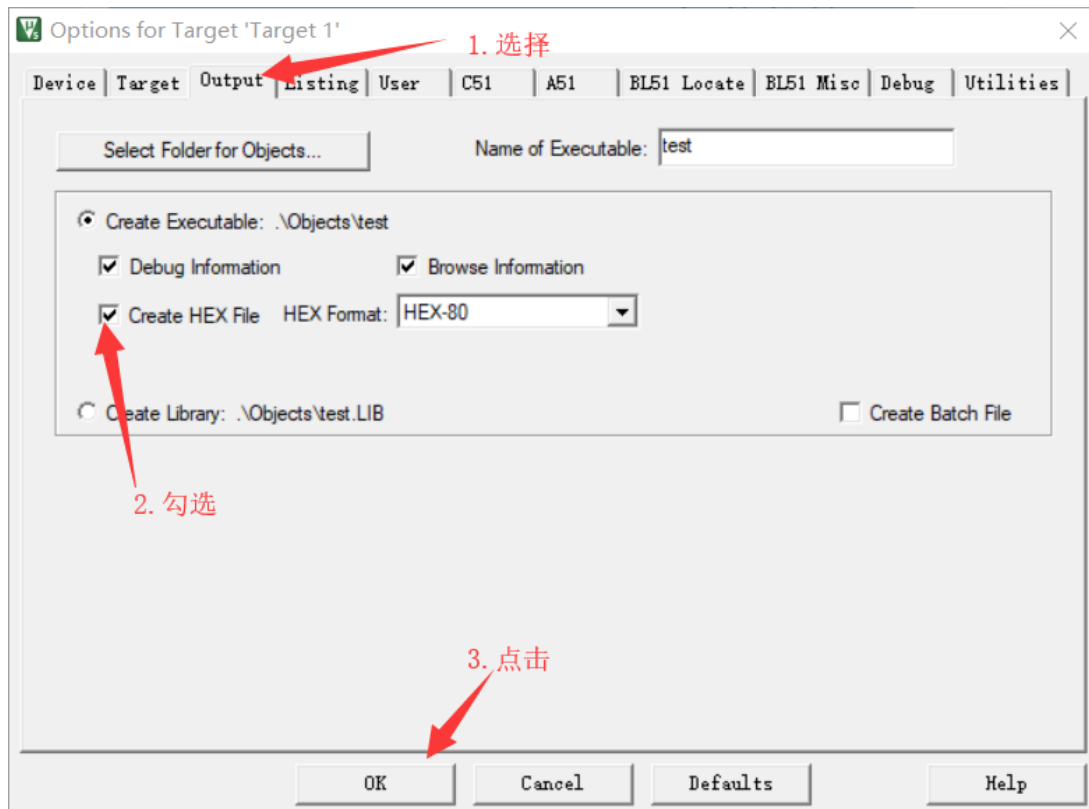 Options for Target 'Target 1'
1.选择
Device Target Output Listing User C51 A51 BL51 Locate BL51 Misc Debug Utilities
Select Folder for Objects... Name of Executable: test
Create Executable: .\Objects\test
Debug Information Browse Information
Create HEX File HEX Format: HEX-80
Create Library: .\Objects\test.LIB Create Batch File
2.勾选
3.点击
OK Cancel Defaults Help